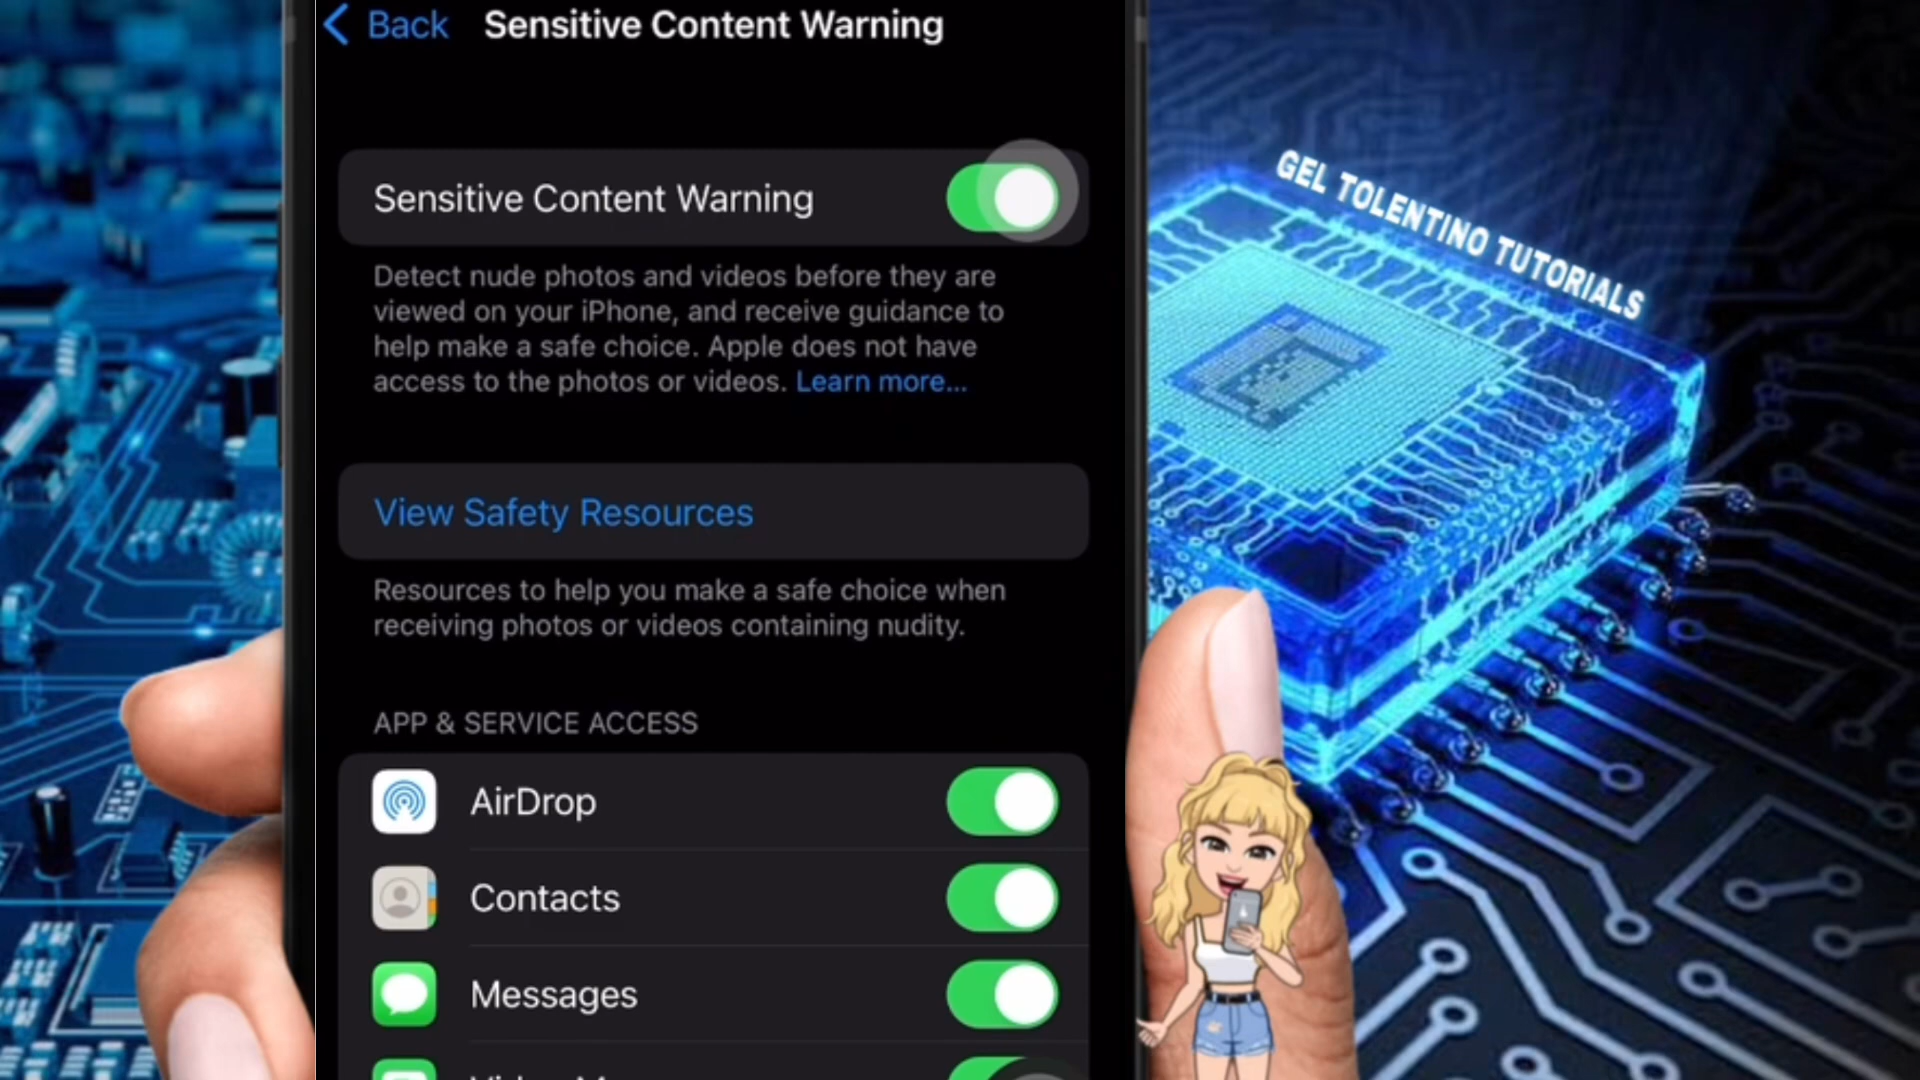 Back Sensitive Content Warning
Sensitive Content Warning
Detect nude photos and videos before they are
viewed on your iPhone, and receive guidance to
help make a safe choice. Apple does not have
access to the photos or videos. Learn more...
View Safety Resources
Resources to help you make a safe choice when
receiving photos or videos containing nudity.
APP & SERVICE ACCESS
AirDrop
Contacts
Messages
GEL TOLENTINO TUTORIALS